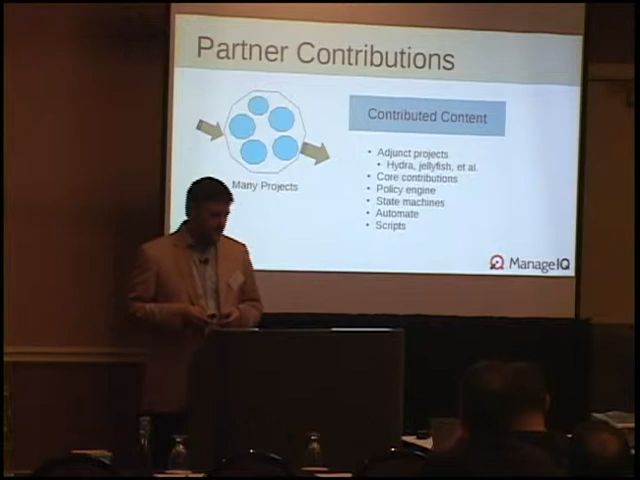 Partner Contributions
Contributed Content
Many Projects
• Adjunct projects
• Hydra, jellyfish, et al.
• Core contributions
• Policy engine
• State machines
• Automate
• Scripts
ManageIQ